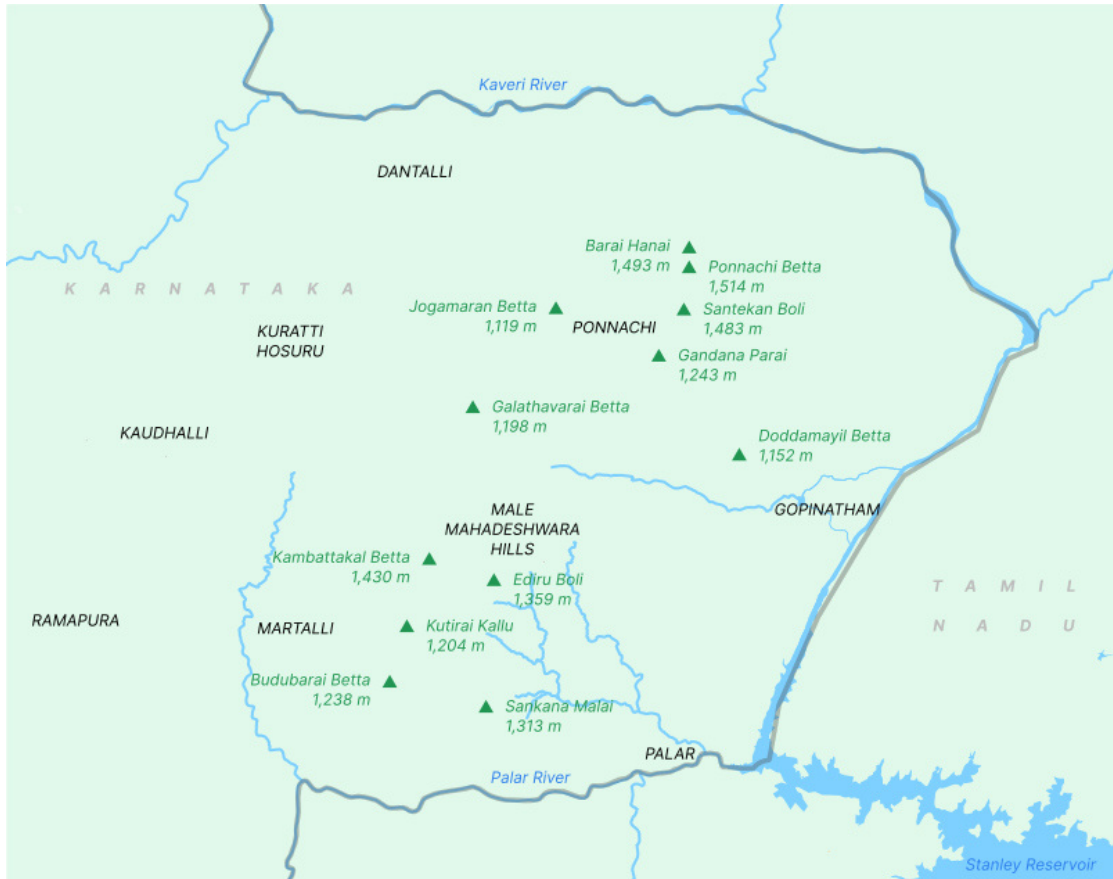 Kaveri River
DANTALLI
Barai Hanai
1,493 m
Ponnachi Betta
1,514 m
KARNATAKA
Jogamaran Betta
1,119 m
Santekan Boli
1,483 m
PONNACHI
KURATTI
HOSURU
Gandana Parai
1,243 m
Galathavarai Betta
1,198 m
KAUDHALLI
Doddamayil Betta
1,152 m
MALE
MAHADESHWARA
HILLS
GOPINATHAM
Kambattakal Betta
1,430 m
Ediru Boli
1,359 m
TAMIL
NADU
RAMAPURA
MARTALLI
Kutirai Kallu
1,204 m
Budubarai Betta
1,238 m
Sankana Malai
1,313 m
PALAR
Palar River
Stanley Reservoir